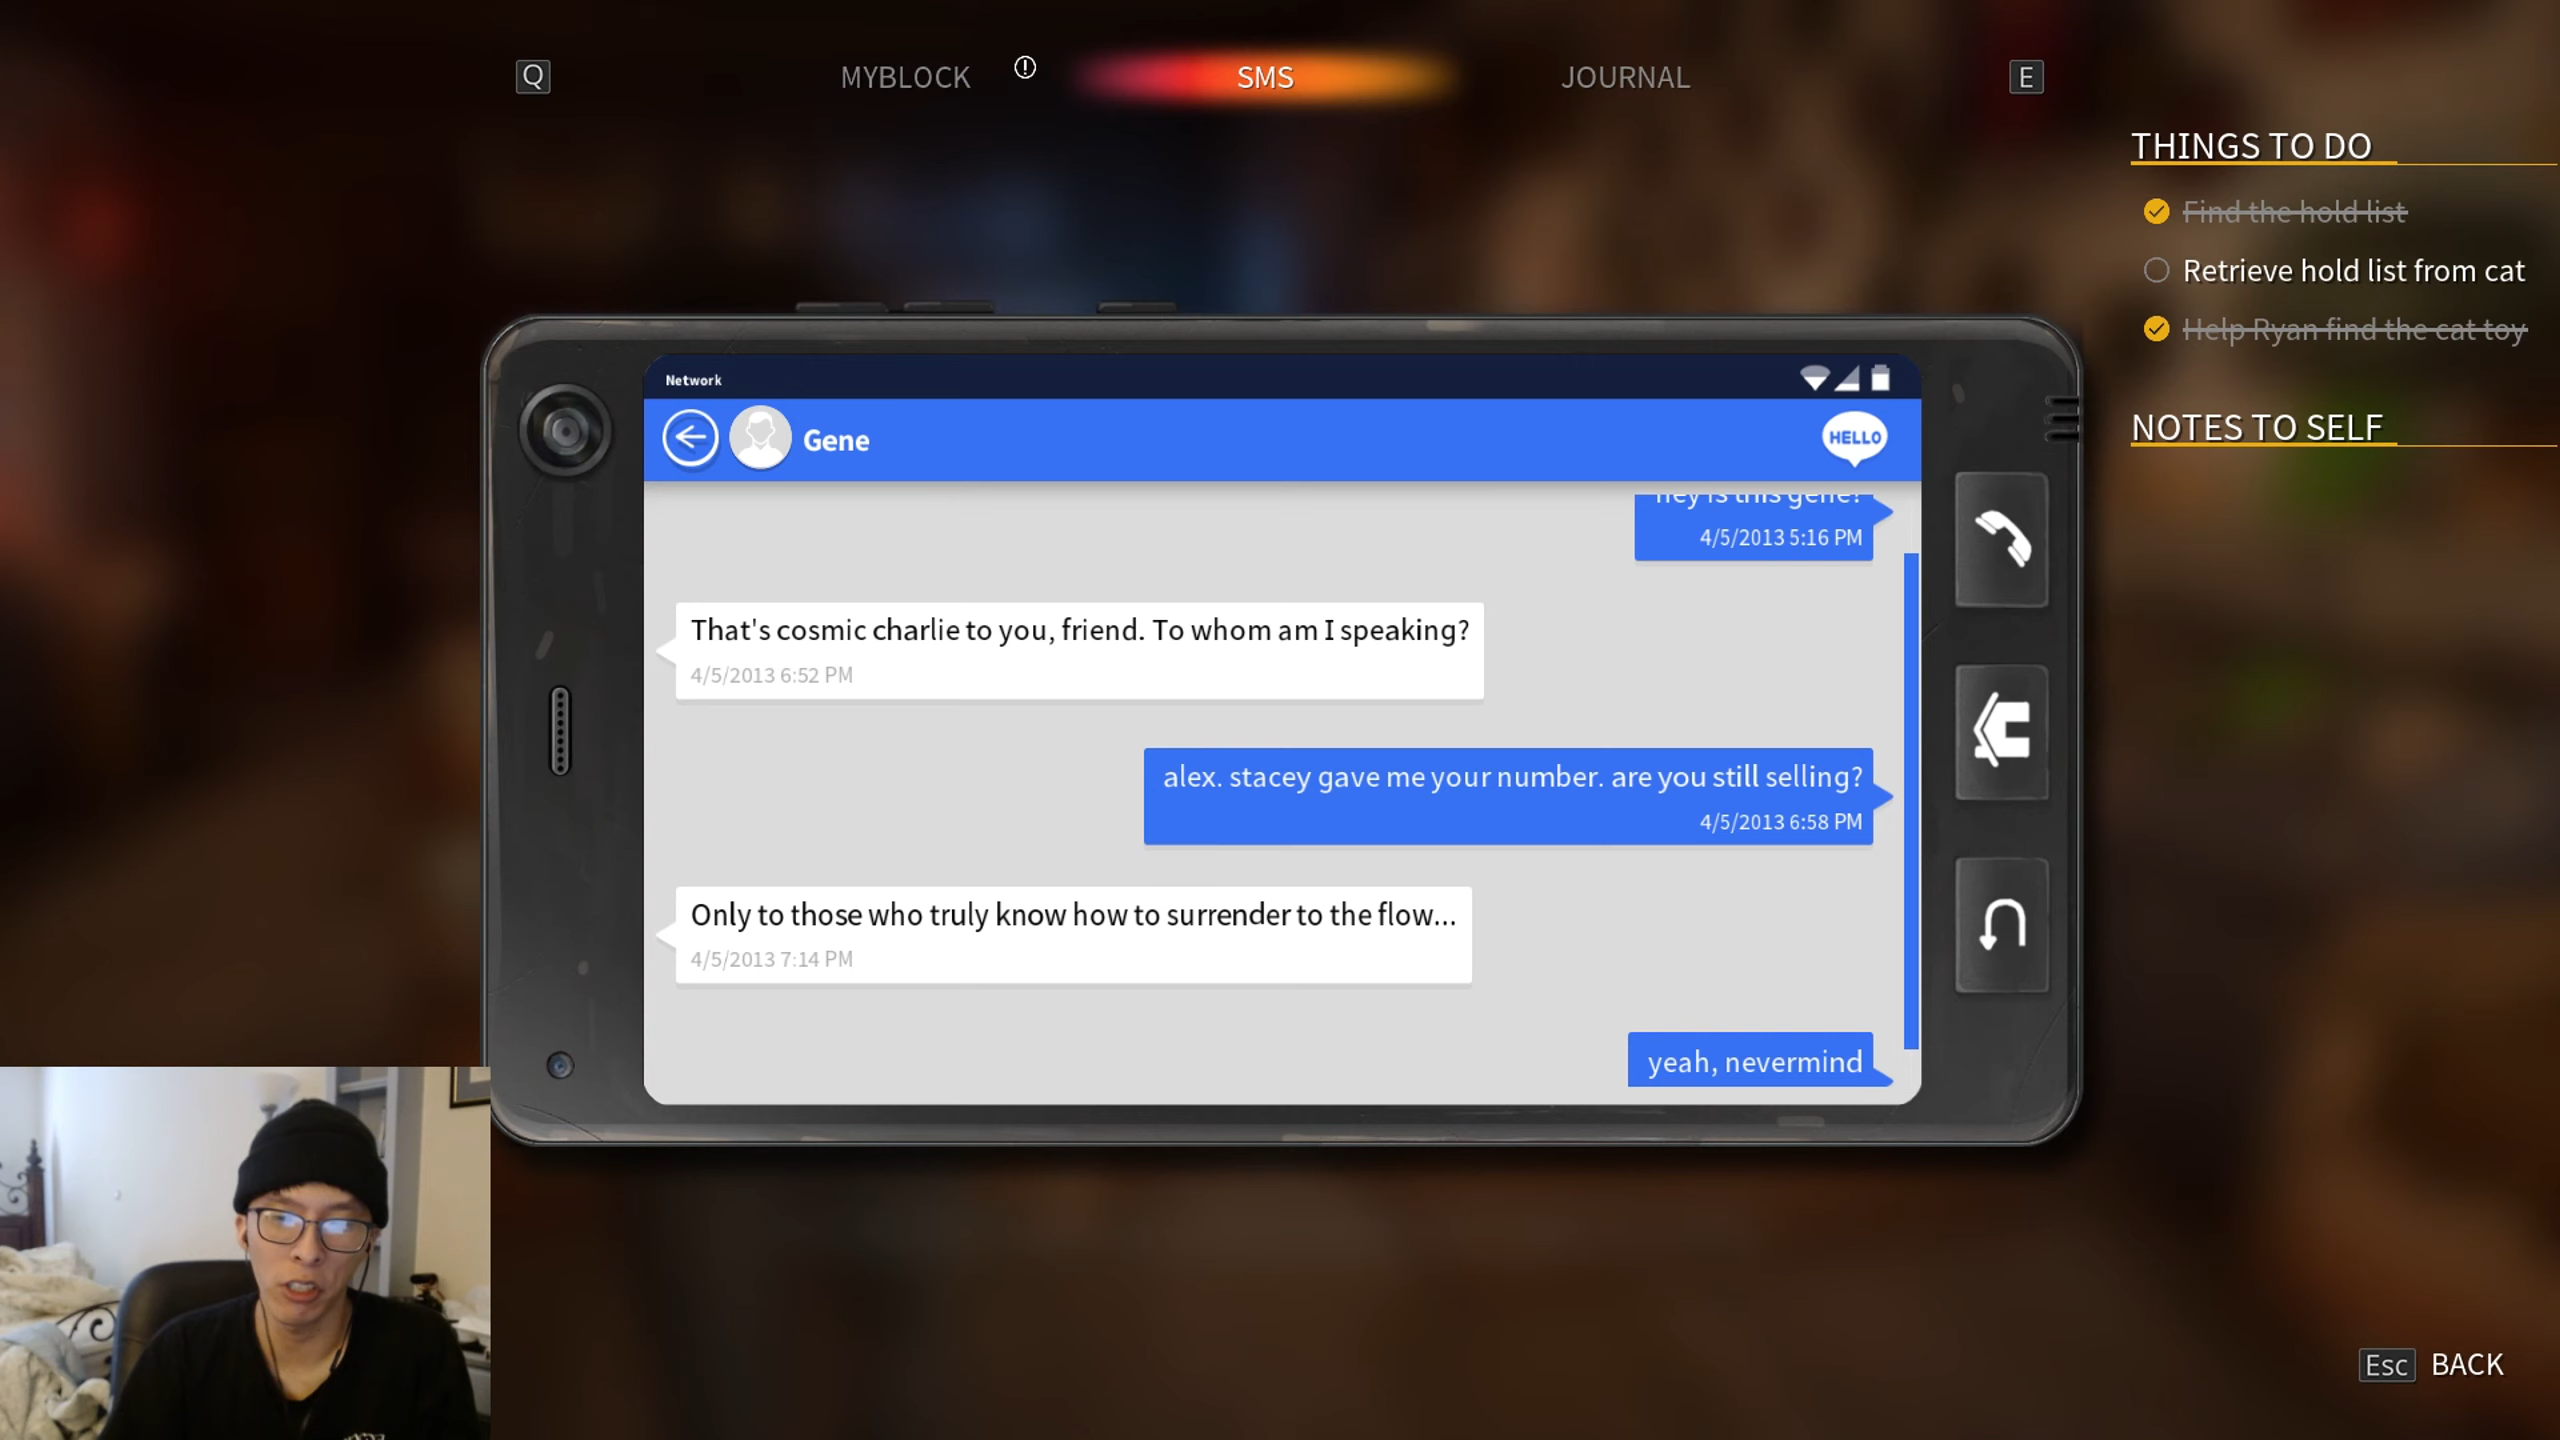 Q
MYBLOCK
SMS
JOURNAL
E
THINGS TO DO
Find the hold list
Retrieve hold list from cat
Help Ryan find the cat toy
NOTES TO SELF
Network
Gene
HELLO
hey is this gene?
4/5/2013 5:16 PM
That's cosmic charlie to you, friend. To whom am I speaking?
4/5/2013 6:52 PM
alex. stacey gave me your number. are you still selling?
4/5/2013 6:58 PM
Only to those who truly know how to surrender to the flow...
4/5/2013 7:14 PM
yeah, nevermind
Esc BACK